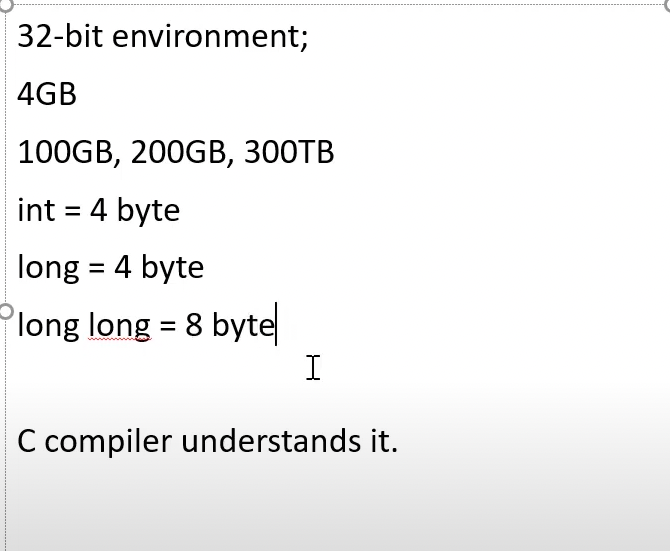 32-bit environment;
4GB
100GB, 200GB, 300TB
int = 4 byte
long = 4 byte
long long = 8 byte
C compiler understands it.